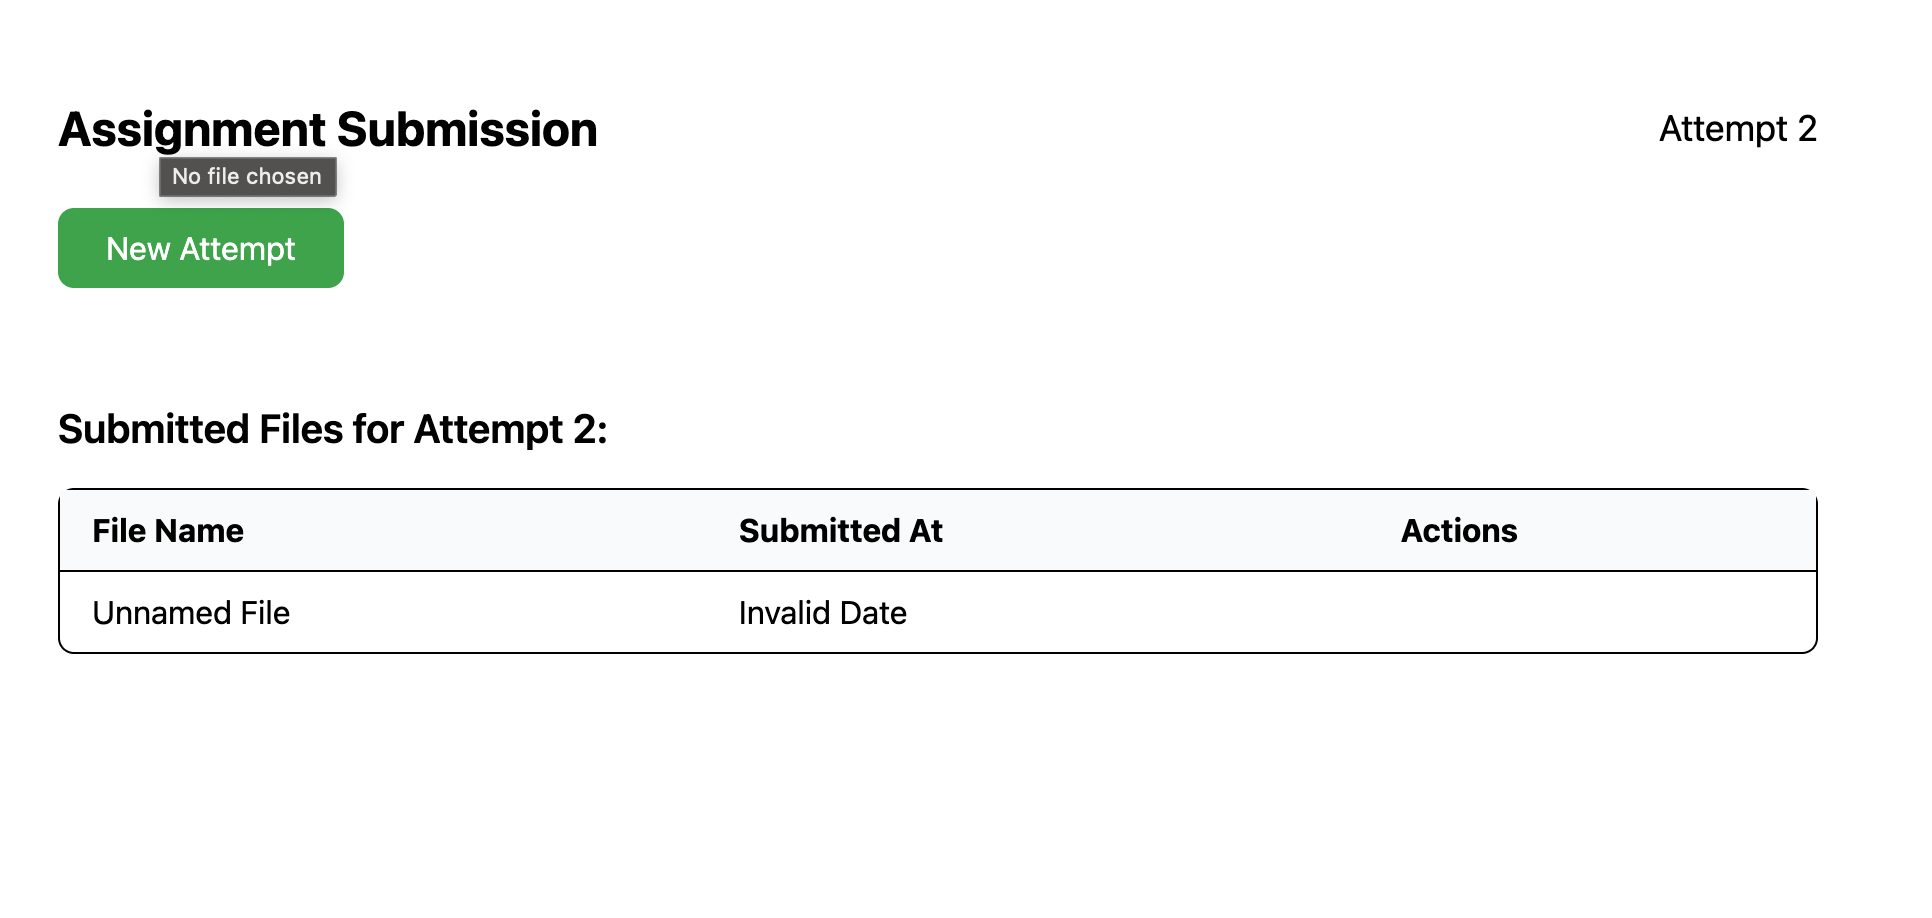 Assignment Submission
Attempt 2
No file chosen
New Attempt
Submitted Files for Attempt 2:
File Name Submitted At Actions
Unnamed File Invalid Date